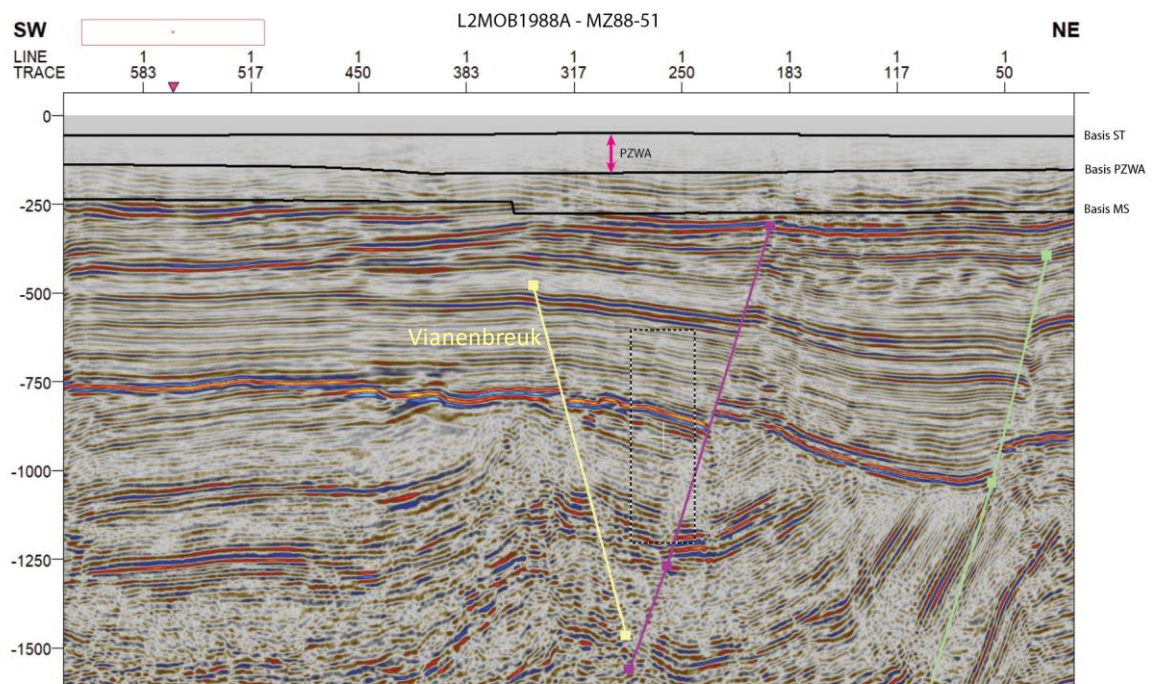 L2MOB1988A - MZ88-51
SW
NE
LINE 1 1 1 1 1 1 1 1 1
TRACE 583 517 450 383 317 250 183 117 50
0
Basis ST
PZWA
Basis PZWA
-250
Basis MS
-500
Vianenbreuk
-750
-1000
-1250
-1500